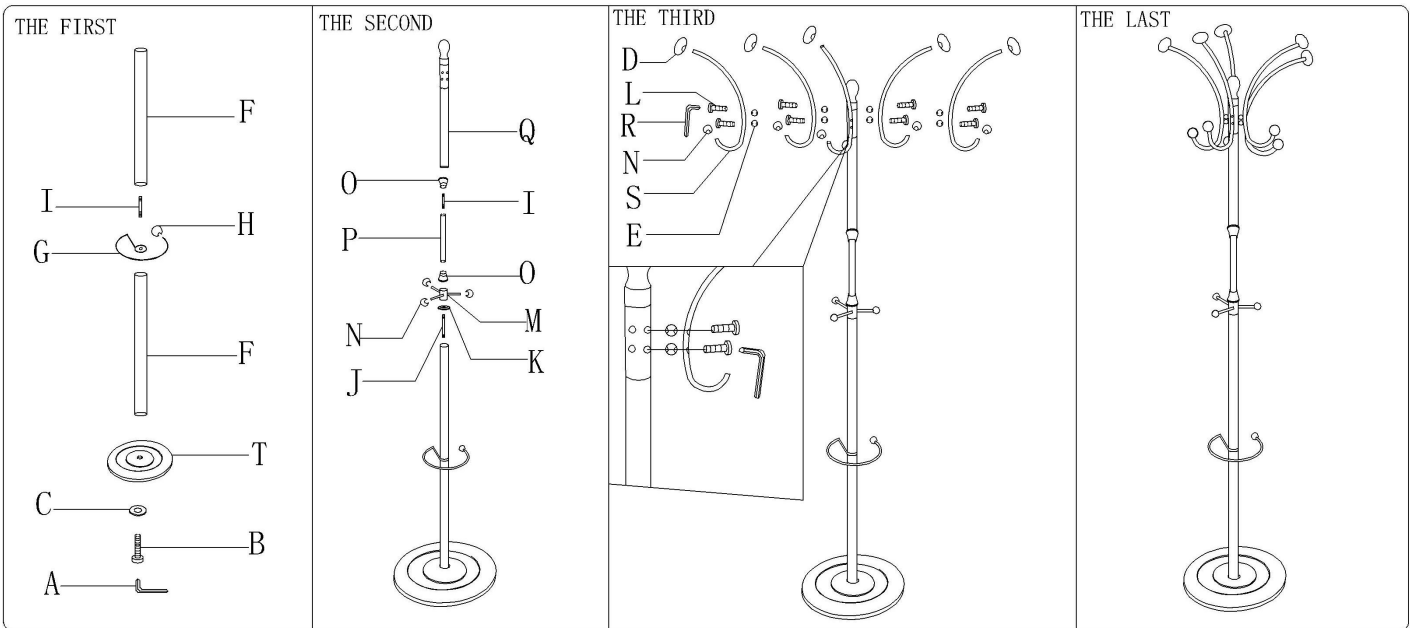 THE FIRST
F
I
H
G
F
T
C
B
A
THE SECOND
Q
O
I
P
O
N
M
K
J
THE THIRD
D
L
R
N
S
E
THE LAST